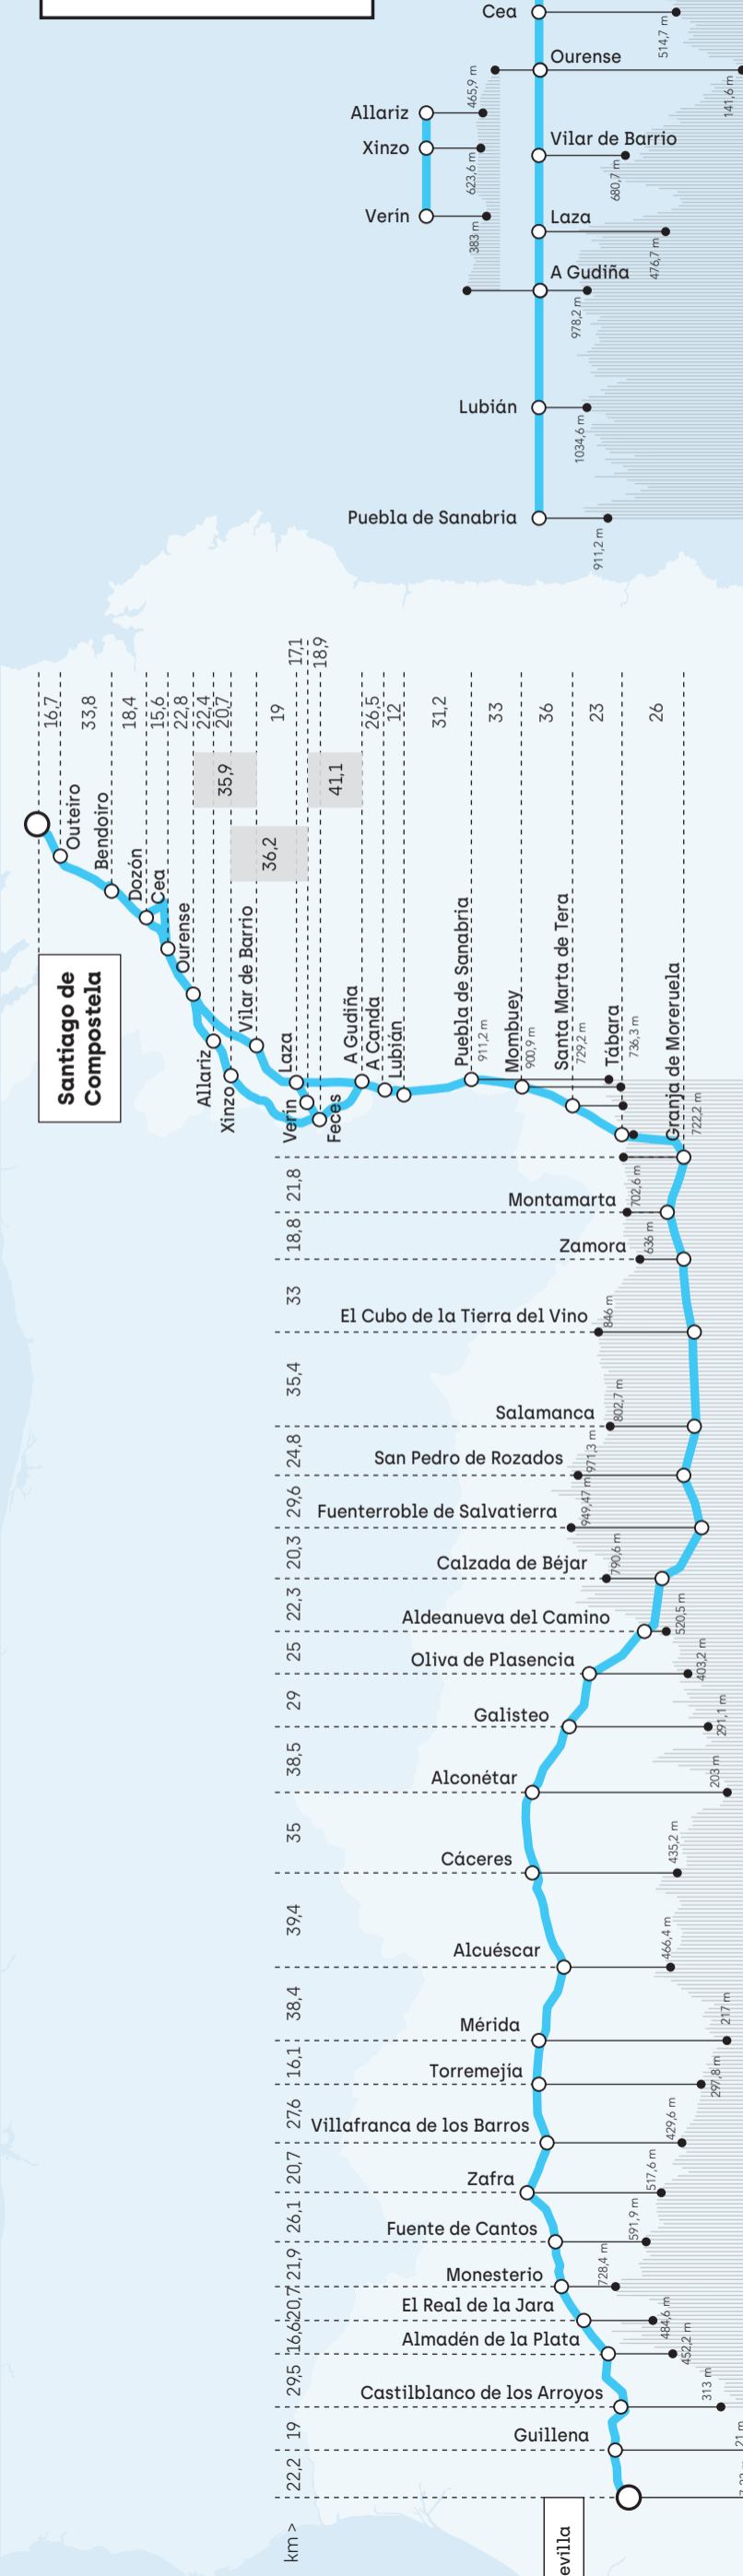 Cea
514,7 m
Ourense
141,6 m
465,9 m
Allariz
Xinzo
623,6 m
Verín
383 m
Vilar de Barrio
680,7 m
Laza
476,7 m
A Gudiña
978,2 m
Lubián
1034,6 m
Puebla de Sanabria
911,2 m
16,7
33,8
18,4
15,6
22,8
22,4
20,7
19
17,1
18,9
26,5
12
31,2
33
36
23
26
35,9
41,1
36,2
Outeiro
Bendoiro
Dozón
Cea
Ourense
Vilar de Barrio
Santiago de
Compostela
Allariz
Xinzo
Laza
Verín
Feces
A Gudiña
A Canda
Lubián
Puebla de Sanabria
911,2 m
Mombuey
900,9 m
Santa Marta de Tera
729,2 m
Tábara
736,3 m
Granja de Moreruela
722,2 m
21,8
Montamarta
702,6 m
18,8
Zamora
636 m
33
El Cubo de la Tierra del Vino
846 m
35,4
Salamanca
802,7 m
24,8
San Pedro de Rozados
971,3 m
29,6
Fuenterroble de Salvatierra
949,47 m
20,3
Calzada de Béjar
790,6 m
22,3
Aldeanueva del Camino
520,5 m
25
Oliva de Plasencia
403,2 m
29
Galisteo
291,1 m
38,5
Alconétar
203 m
35
Cáceres
435,2 m
39,4
Alcuéscar
466,4 m
38,4
Mérida
217 m
16,1
Torremejía
297,8 m
27,6
Villafranca de los Barros
429,6 m
20,7
Zafra
517,6 m
26,1
Fuente de Cantos
591,9 m
21,9
Monesterio
728,4 m
20,7
El Real de la Jara
484,6 m
16,6
Almadén de la Plata
452,2 m
29,5
Castilblanco de los Arroyos
313 m
19
Guillena
21 m
22,2
km >
evilla